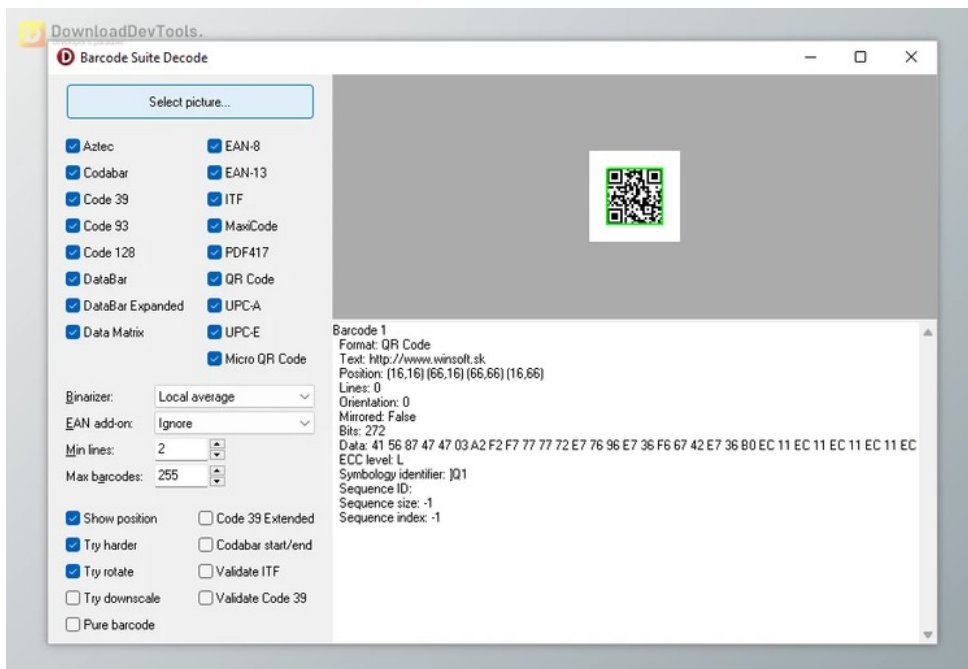 DownloadDevTools.
Barcode Suite Decode
Select picture...
Aztec
EAN-8
Codabar
EAN-13
Code 39
ITF
Code 93
MaxiCode
Code 128
PDF417
DataBar
QR Code
DataBar Expanded
UPC-A
Data Matrix
UPC-E
Micro QR Code
Binarizer: Local average
EAN add-on: Ignore
Min lines: 2
Max barcodes: 255
Show position
Code 39 Extended
Try harder
Codabar start/end
Try rotate
Validate ITF
Try downscale
Validate Code 39
Pure barcode
Barcode 1
Format: QR Code
Text: http://www.winsoft.sk
Position: (16,16) (66,16) (66,66) (16,66)
Lines: 0
Orientation: 0
Mirrored: False
Bits: 272
Data: 41 56 87 47 47 03 A2 F2 F7 77 77 72 E7 76 96 E7 36 F6 67 42 E7 36 B0 EC 11 EC 11 EC 11 EC 11 EC
ECC level: L
Symbology identifier: ]Q1
Sequence ID:
Sequence size: -1
Sequence index: -1